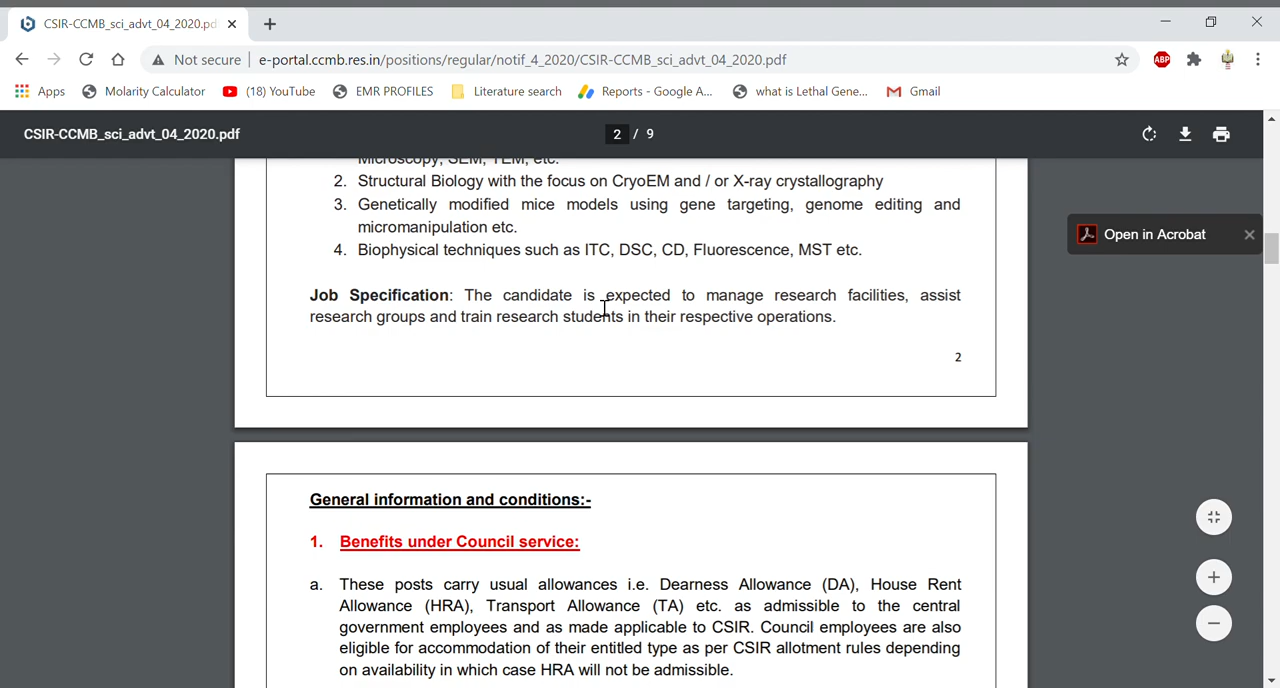 CSIR-CCMB_sci_advt_04_2020.pd
Not secure | e-portal.ccmb.res.in/positions/regular/notif_4_2020/CSIR-CCMB_sci_advt_04_2020.pdf
ABP
Apps Molarity Calculator (18) YouTube EMR PROFILES Literature search Reports - Google A... what is Lethal Gene... Gmail
CSIR-CCMB_sci_advt_04_2020.pdf 2 / 9
Microscopy, SEM, TEM, etc.
2. Structural Biology with the focus on CryoEM and / or X-ray crystallography
3. Genetically modified mice models using gene targeting, genome editing and
micromanipulation etc.
Open in Acrobat
4. Biophysical techniques such as ITC, DSC, CD, Fluorescence, MST etc.
Job Specification: The candidate is expected to manage research facilities, assist
research groups and train research students in their respective operations.
2
General information and conditions:-
1. Benefits under Council service:
a. These posts carry usual allowances i.e. Dearness Allowance (DA), House Rent
Allowance (HRA), Transport Allowance (TA) etc. as admissible to the central
government employees and as made applicable to CSIR. Council employees are also
eligible for accommodation of their entitled type as per CSIR allotment rules depending
on availability in which case HRA will not be admissible.